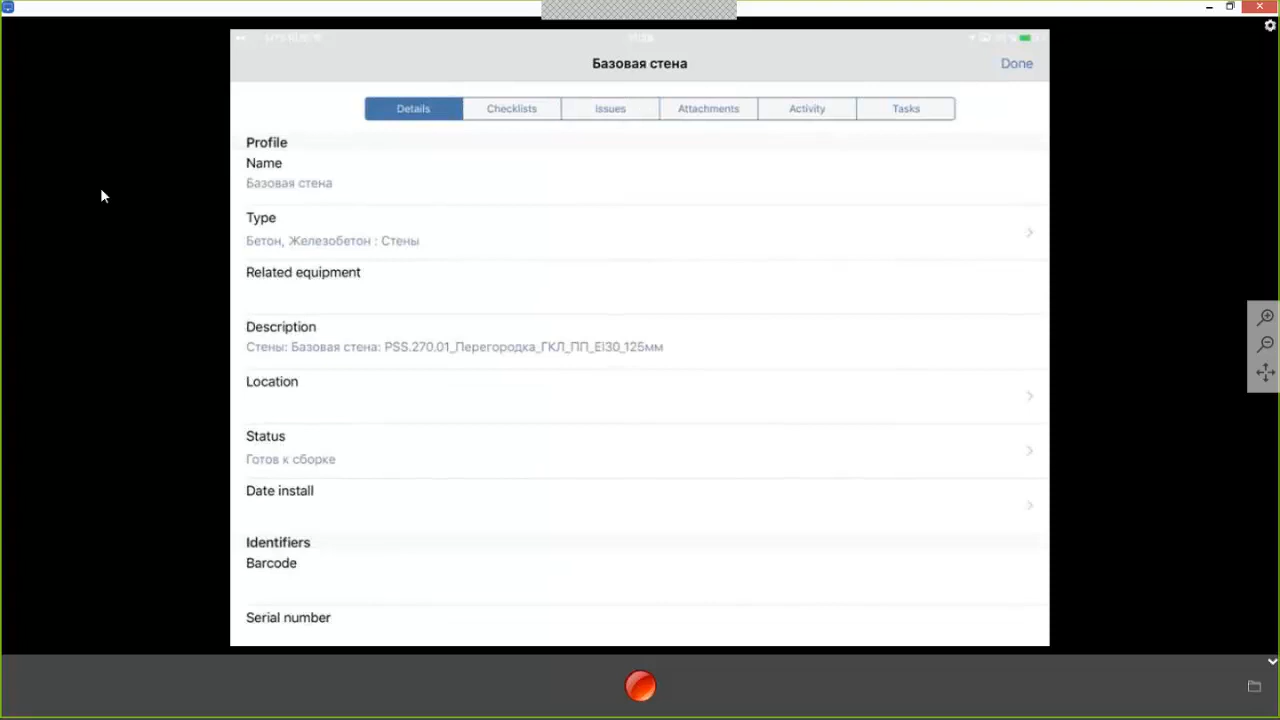 Базовая стена
Done
Details
Checklists
Issues
Attachments
Activity
Tasks
Profile
Name
Базовая стена
Type
Бетон, Железобетон : Стены
Related equipment
Description
Стены: Базовая стена: PSS.270.01_Перегородка_ГКЛ_ПП_EI30_125мм
Location
Status
Готов к сборке
Date install
Identifiers
Barcode
Serial number